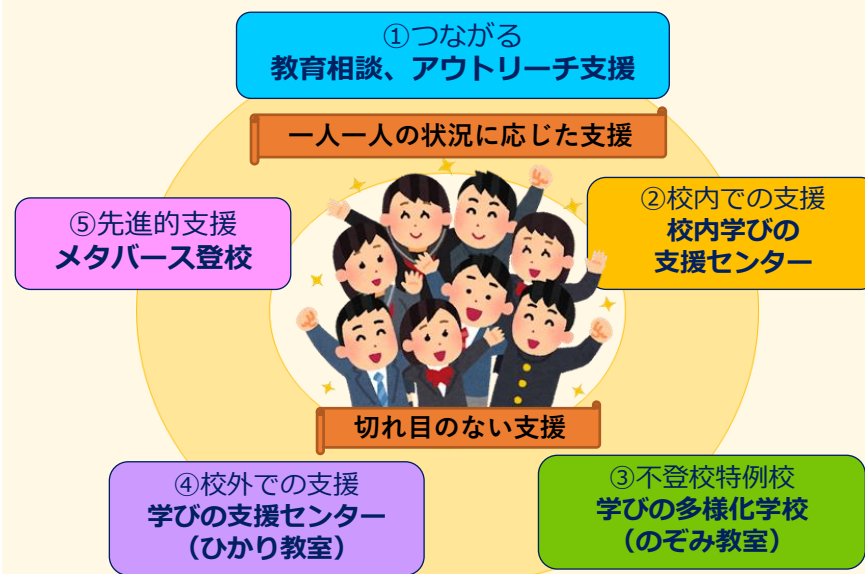 ①つながる
教育相談、アウトリーチ支援
一人一人の状況に応じた支援
②校内での支援
校内学びの
支援センター
③不登校特例校
学びの多様化学校
（のぞみ教室）
④校外での支援
学びの支援センター
（ひかり教室）
⑤先進的支援
メタバース登校
切れ目のない支援